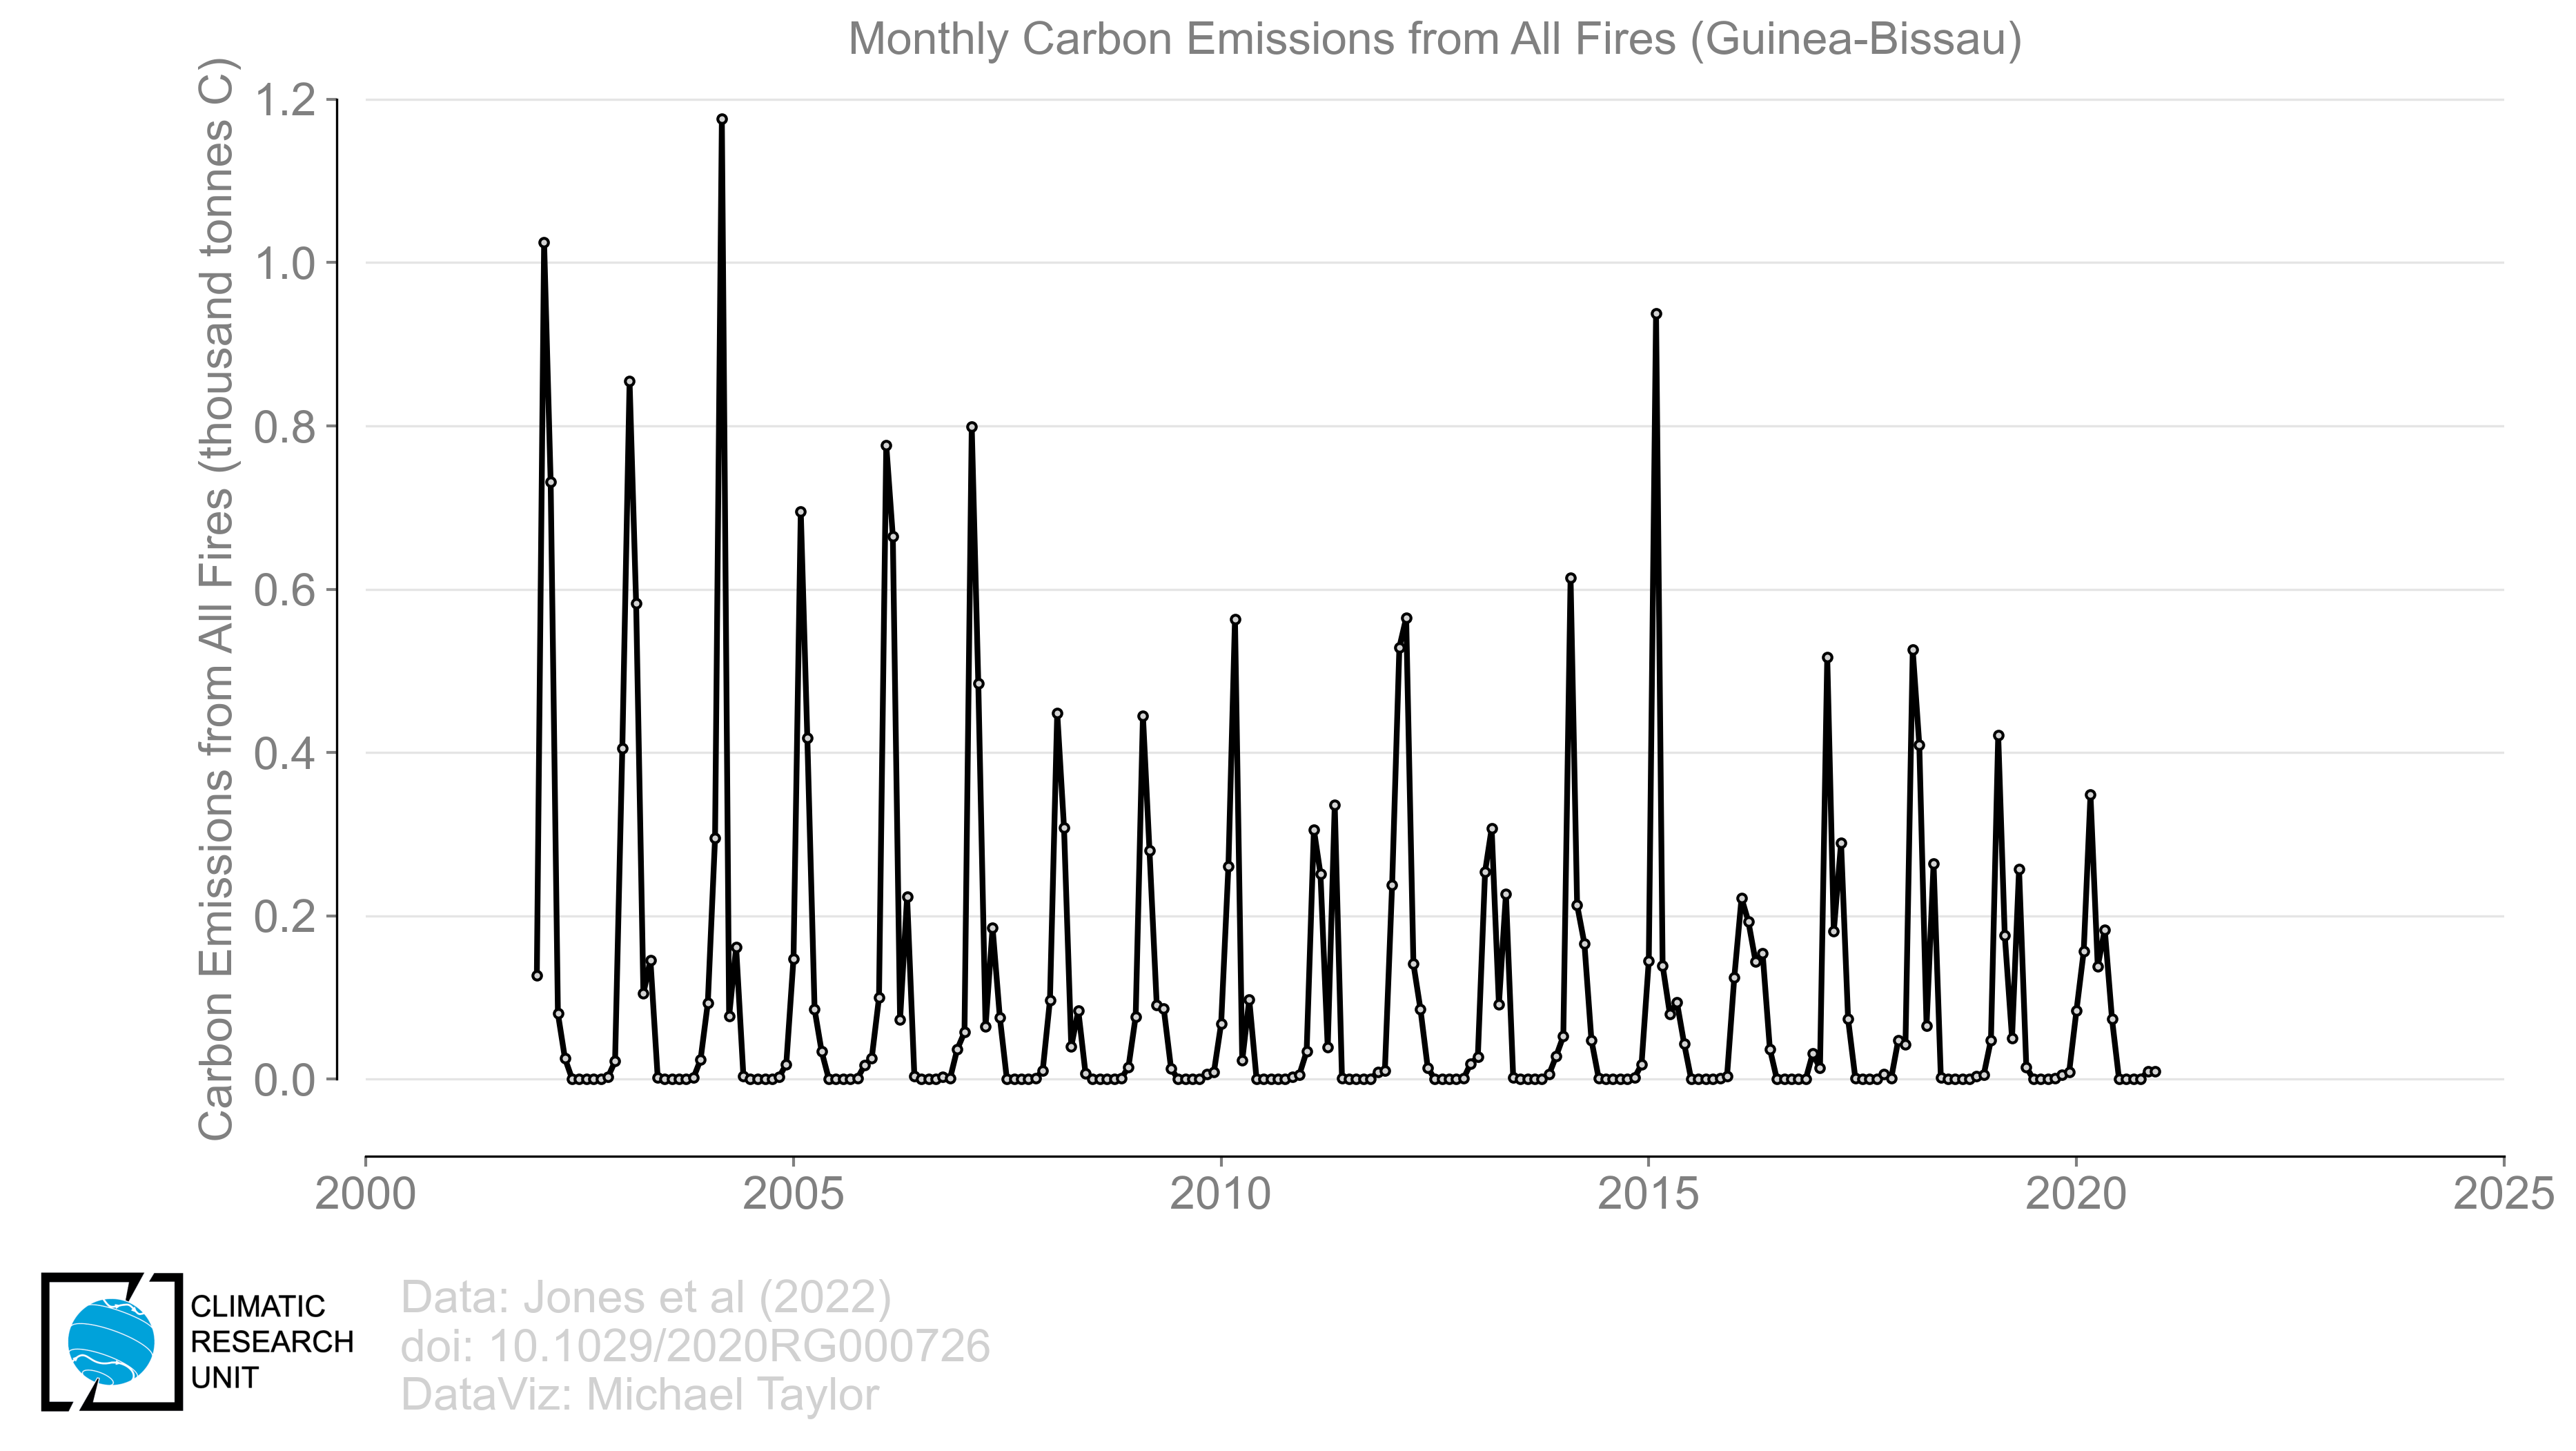 Monthly Carbon Emissions from All Fires (Guinea-Bissau)
Carbon Emissions from All Fires (thousand tonnes C)
1.2
1.0
0.8
0.6
0.4
0.2
0.0
2000 2005 2010 2015 2020 2025
CLIMATIC
RESEARCH
UNIT
Data: Jones et al (2022)
doi: 10.1029/2020RG000726
DataViz: Michael Taylor